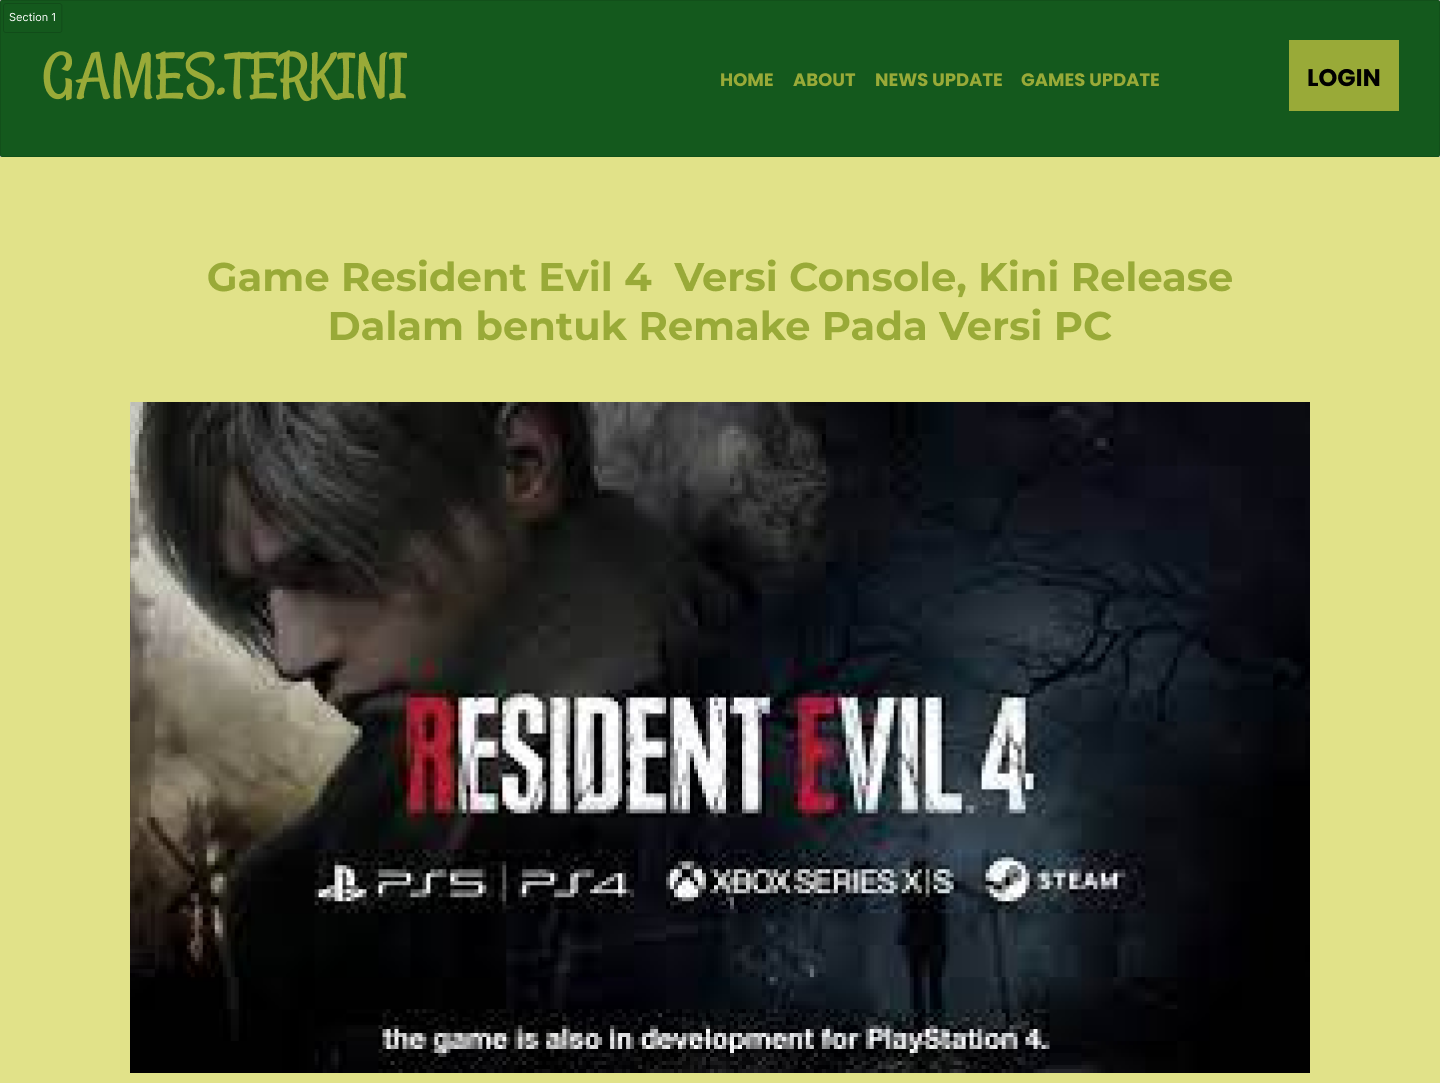 Section 1
GAMES.TERKINI
HOME ABOUT NEWS UPDATE GAMES UPDATE
LOGIN
Game Resident Evil 4  Versi Console, Kini Release
Dalam bentuk Remake Pada Versi PC
RESIDENT EVIL 4
PS5 | PS4 XBOX SERIES X|S STEAM
the game is also in development for PlayStation 4.